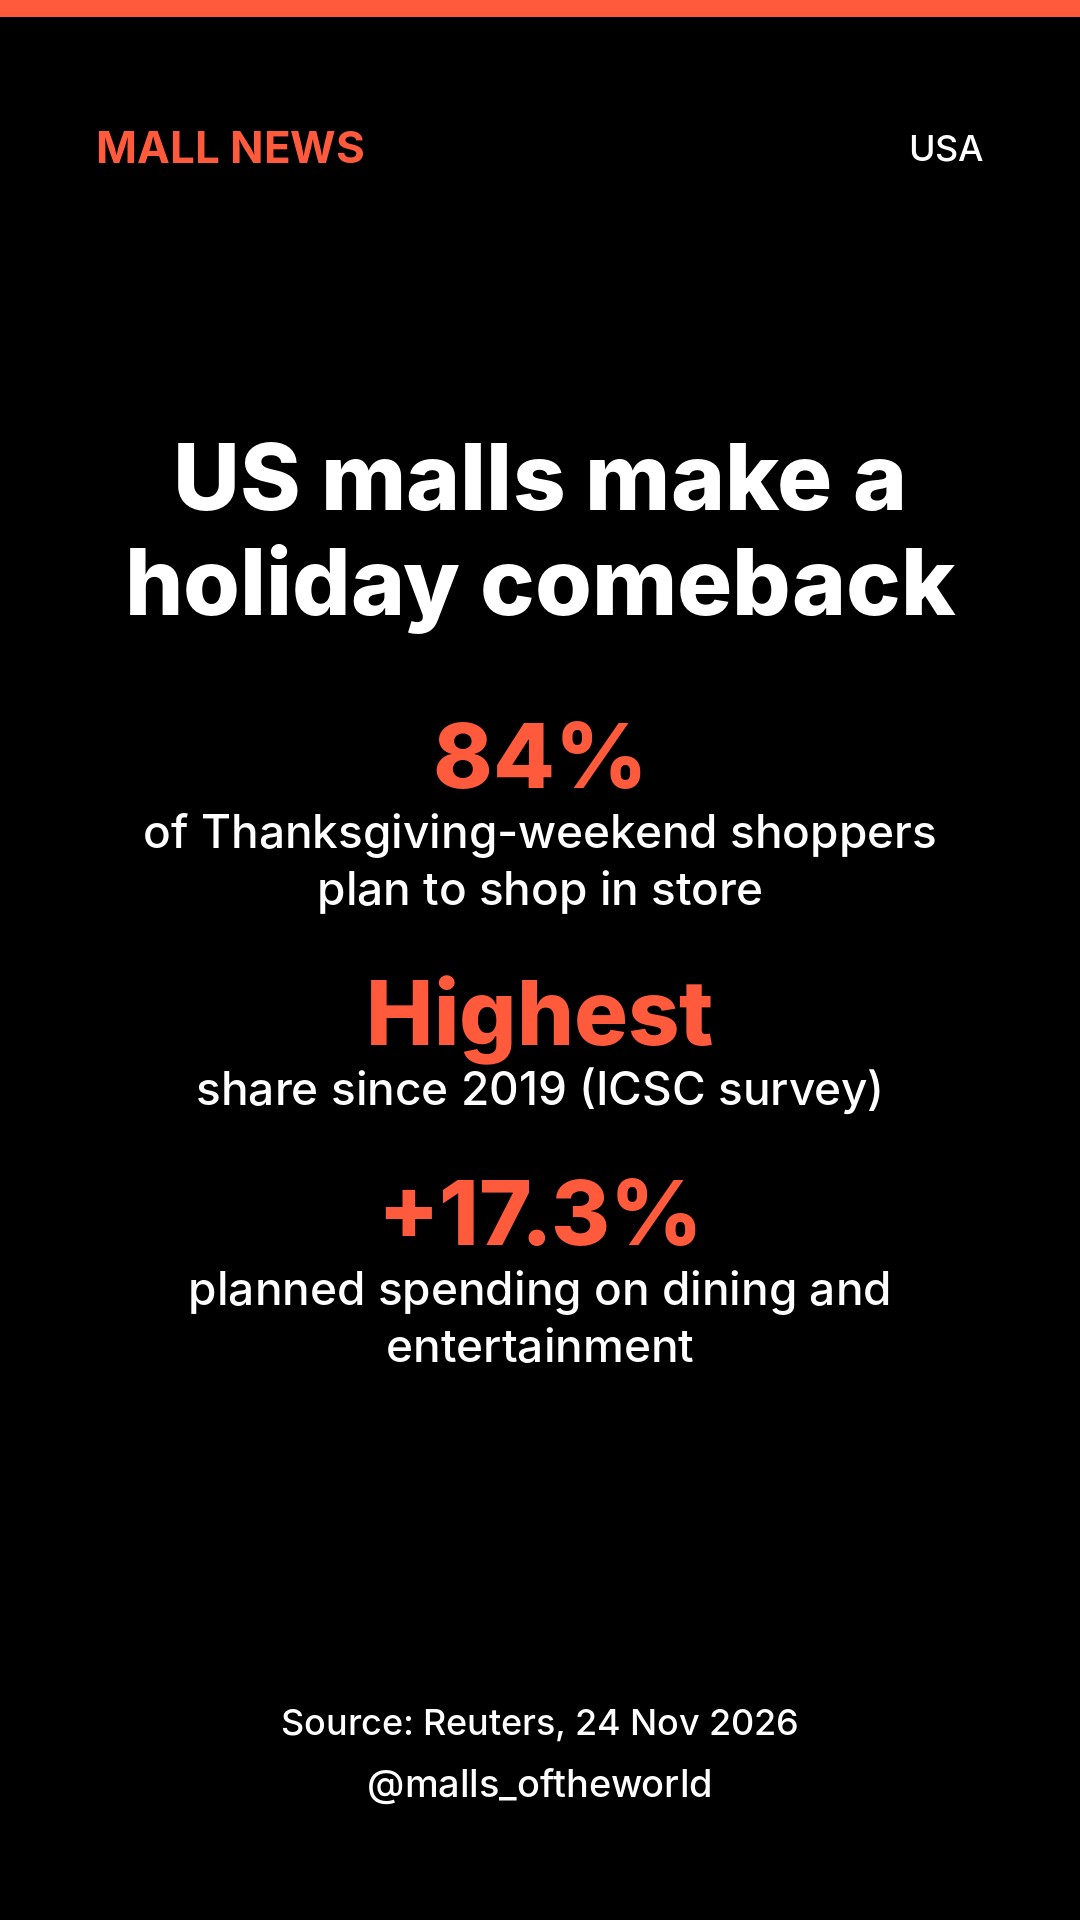 MALL NEWS
USA
US malls make a
holiday comeback
84%
of Thanksgiving-weekend shoppers
plan to shop in store
Highest
share since 2019 (ICSC survey)
+17.3%
planned spending on dining and
entertainment
Source: Reuters, 24 Nov 2026
@malls_oftheworld